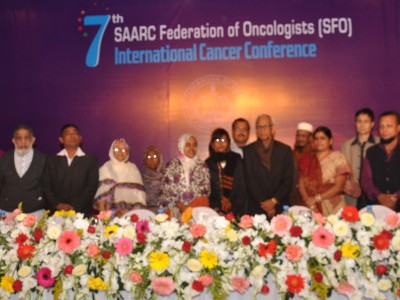 7th
SAARC Federation of Oncologists (SFO)
International Cancer Conference